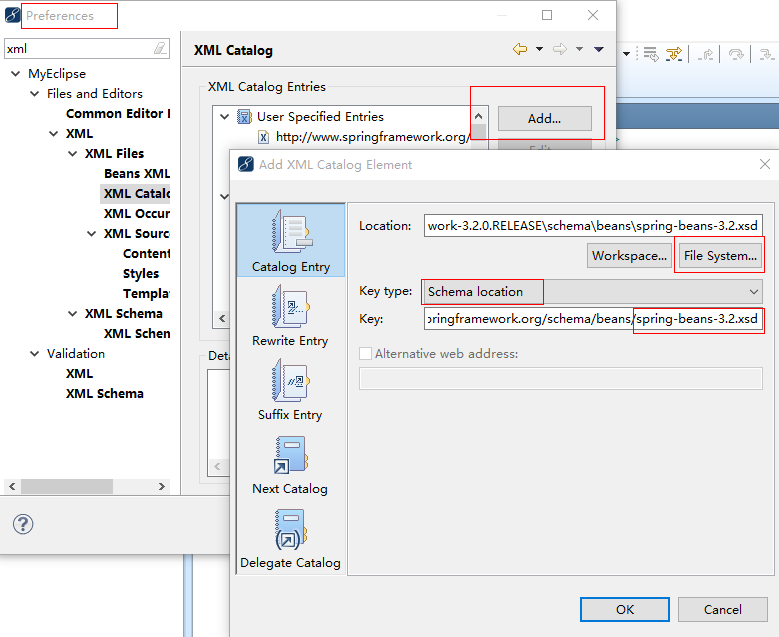 Preferences
xml
MyEclipse
Files and Editors
Common Editor
XML
XML Files
Beans XML
XML Catalo
XML Occur
XML Sourc
Content
Styles
Templa
XML Schema
XML Schem
Validation
XML
XML Schema
XML Catalog
XML Catalog Entries
User Specified Entries
http://www.springframework.org/
Add...
Edit
Deta
Add XML Catalog Element
Catalog Entry
Rewrite Entry
Suffix Entry
Next Catalog
Delegate Catalog
Location: work-3.2.0.RELEASE\schema\beans\spring-beans-3.2.xsd
Workspace... File System...
Key type: Schema location
Key: pringframework.org/schema/beans/spring-beans-3.2.xsd
Alternative web address:
OK Cancel